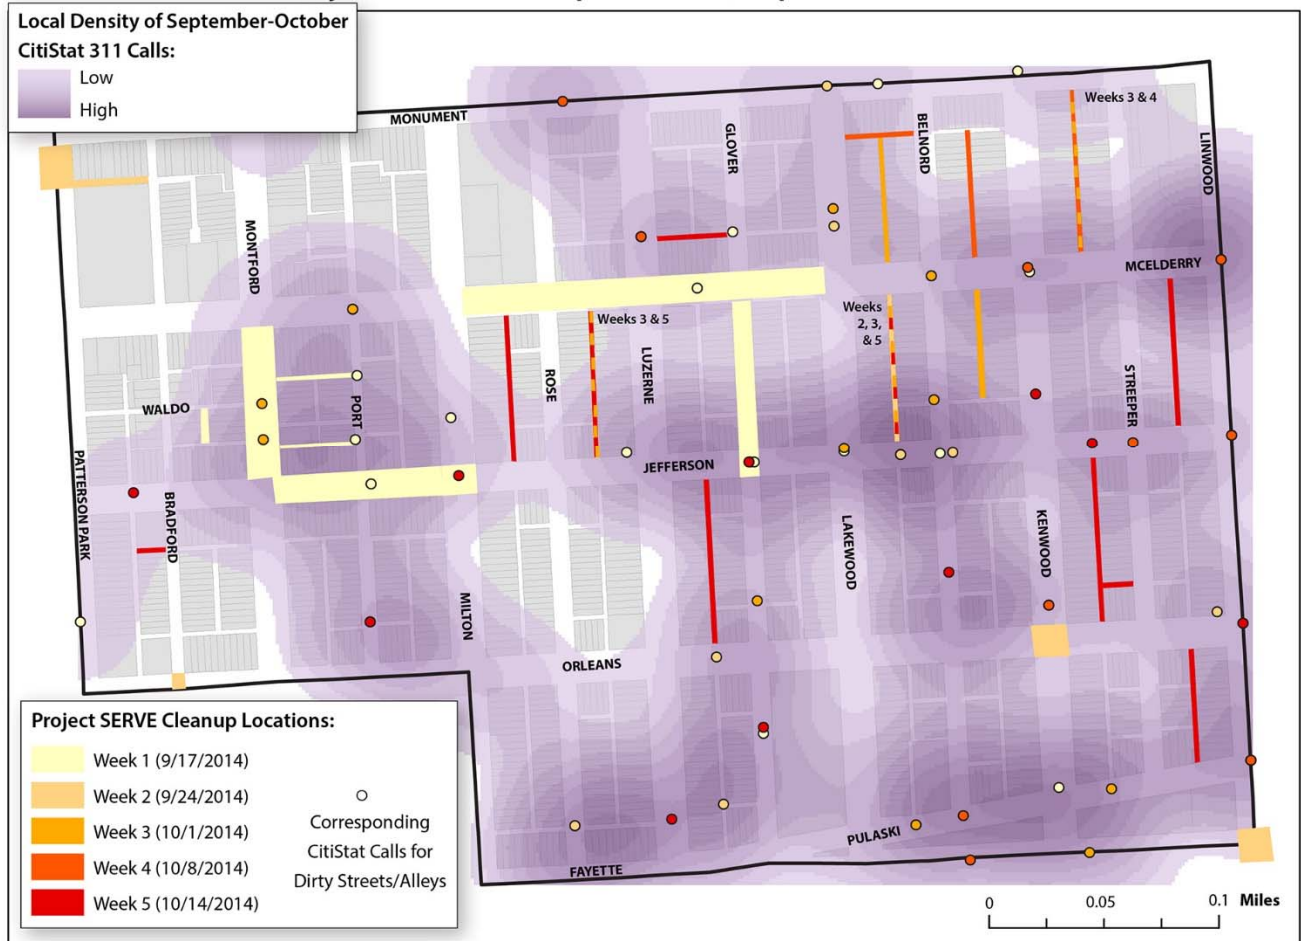 Local Density of September-October
CitiStat 311 Calls:
Low
High
MONUMENT
GLOVER
BELNORD
Weeks 3 & 4
LINWOOD
MONTFORD
MCELDERRY
Weeks 3 & 5
Weeks
2, 3,
& 5
WALDO
PORT
ROSE
LUZERNE
STREEPER
PATTERSON PARK
BRADFORD
JEFFERSON
LAKEWOOD
KENWOOD
MILTON
ORLEANS
PULASKI
FAYETTE
Project SERVE Cleanup Locations:
Week 1 (9/17/2014)
Week 2 (9/24/2014)
Week 3 (10/1/2014)
Week 4 (10/8/2014)
Week 5 (10/14/2014)
Corresponding
CitiStat Calls for
Dirty Streets/Alleys
0 0.05 0.1 Miles